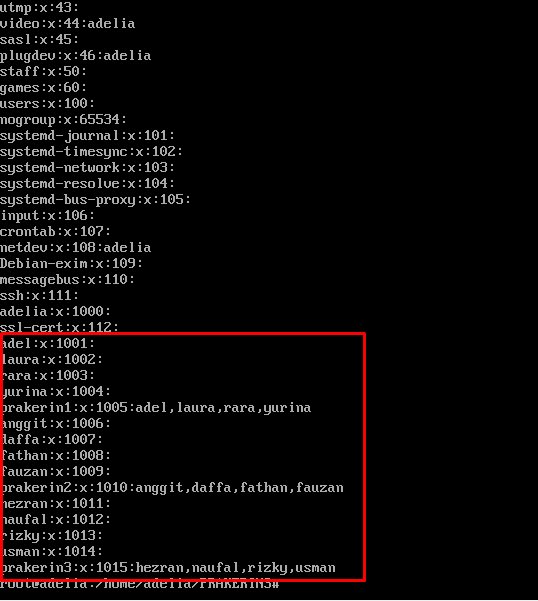 utmp:x:43:
video:x:44:adelia
sasl:x:45:
plugdev:x:46:adelia
staff:x:50:
games:x:60:
users:x:100:
nogroup:x:65534:
systemd-journal:x:101:
systemd-timesync:x:102:
systemd-network:x:103:
systemd-resolve:x:104:
systemd-bus-proxy:x:105:
input:x:106:
crontab:x:107:
netdev:x:108:adelia
Debian-exim:x:109:
messagebus:x:110:
ssh:x:111:
adelia:x:1000:
ssl-cert:x:112:
adel:x:1001:
laura:x:1002:
rara:x:1003:
yurina:x:1004:
prakerin1:x:1005:adel,laura,rara,yurina
anggit:x:1006:
daffa:x:1007:
fathan:x:1008:
fauzan:x:1009:
prakerin2:x:1010:anggit,daffa,fathan,fauzan
hezran:x:1011:
naufal:x:1012:
rizky:x:1013:
usman:x:1014:
prakerin3:x:1015:hezran,naufal,rizky,usman
root@adelia:/home/adelia/PRAKERIN3#